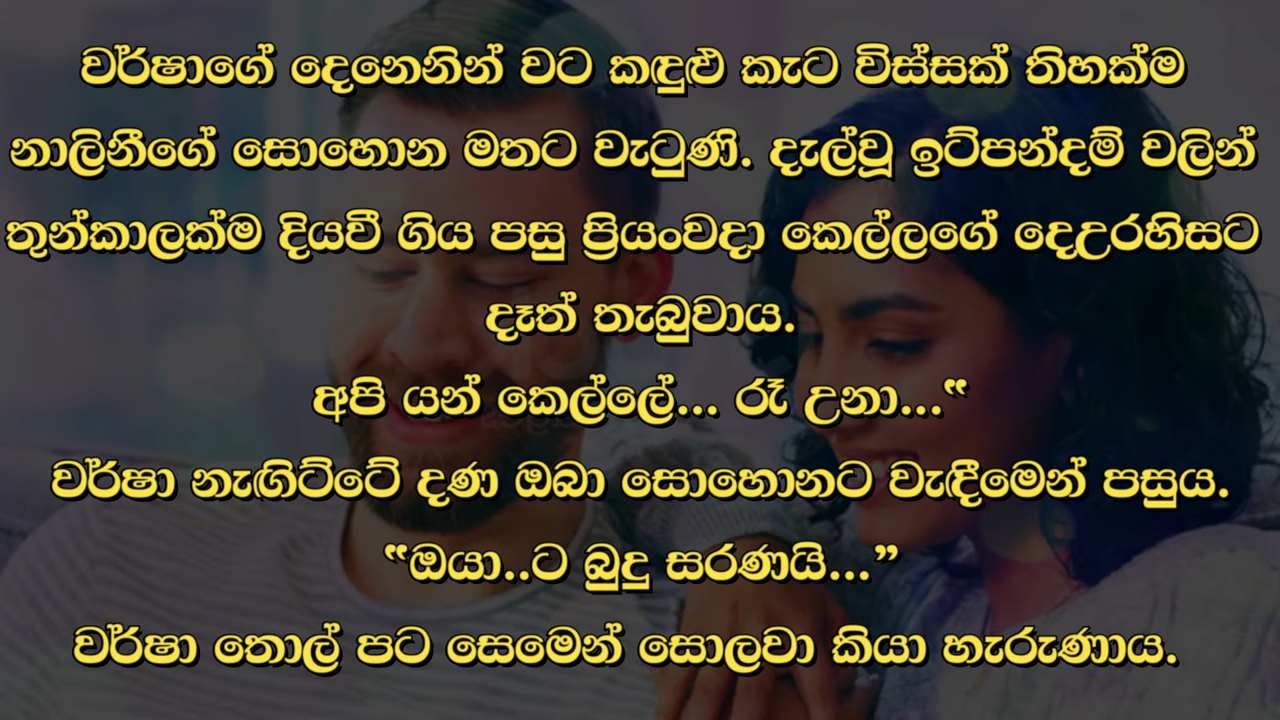 වර්ෂාගේ දෙනෙනින් වට කඳුළු කැට විස්සක් තිහක්ම
නාලිනීගේ සොහොන මතට වැටුණි. දැල්වූ ඉටිපන්දම් වලින්
තුන්කාලක්ම දියවී ගිය පසු ප්‍රියංවදා කෙල්ලගේ දෙඋරහිසට
දෑත් තැබුවාය.
අපි යන් කෙල්ලේ... රෑ උනා...“
වර්ෂා නැඟිට්ටේ දණ ඔබා සොහොනට වැඳීමෙන් පසුය.
“ඔයා..ට බුදු සරණයි...”
වර්ෂා තොල් පට සෙමෙන් සොලවා කියා හැරුණාය.